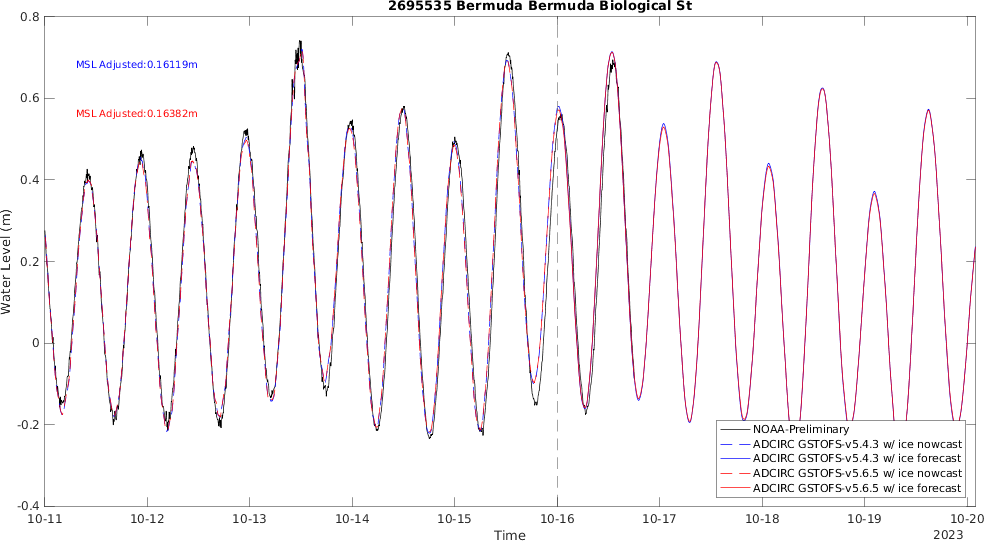 2695535 Bermuda Bermuda Biological St
MSL Adjusted:0.16119m
MSL Adjusted:0.16382m
Water Level (m)
0.8
0.6
0.4
0.2
0
-0.2
-0.4
NOAA-Preliminary
ADCIRC GSTOFS-v5.4.3 w/ ice nowcast
ADCIRC GSTOFS-v5.4.3 w/ ice forecast
ADCIRC GSTOFS-v5.6.5 w/ ice nowcast
ADCIRC GSTOFS-v5.6.5 w/ ice forecast
10-11 10-12 10-13 10-14 10-15 10-16 10-17 10-18 10-19 10-20
Time
2023